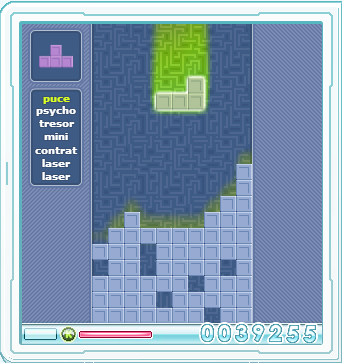 puce
psycho
tresor
mini
contrat
laser
laser
0039255